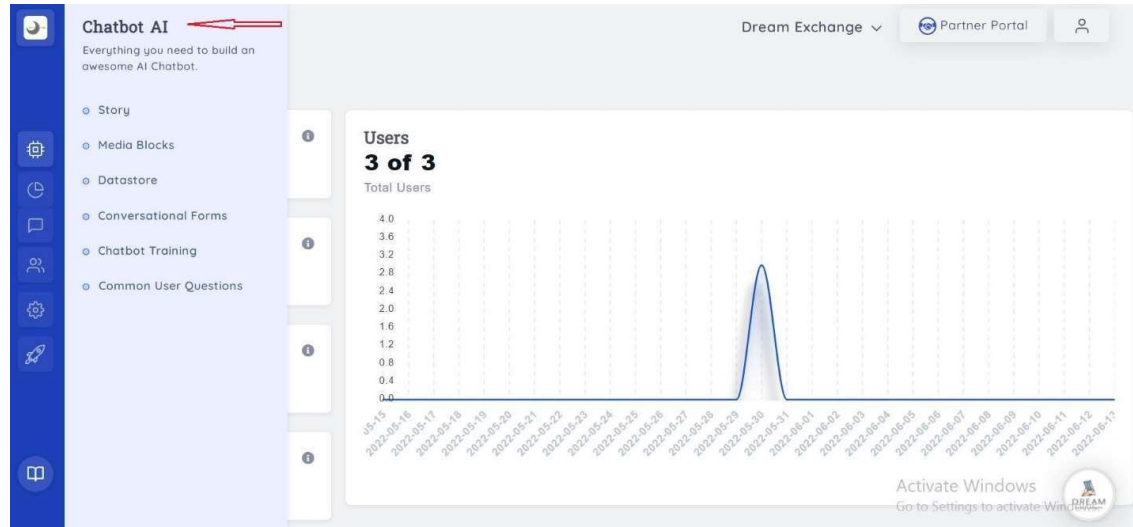 Chatbot AI
Everything you need to build an
awesome AI Chatbot.
Story
Media Blocks
Datastore
Conversational Forms
Chatbot Training
Common User Questions
Dream Exchange
Partner Portal
Users
3 of 3
Total Users
4.0
3.6
3.2
2.8
2.4
2.0
1.6
1.2
0.8
0.4
0.0
05-15
2022-05-16
2022-05-17
2022-05-18
2022-05-19
2022-05-20
2022-05-21
2022-05-22
2022-05-23
2022-05-24
2022-05-25
2022-05-26
2022-05-27
2022-05-28
2022-05-29
2022-05-30
2022-05-31
2022-06-01
2022-06-02
2022-06-03
2022-06-04
2022-06-05
2022-06-06
2022-06-07
2022-06-08
2022-06-09
2022-06-10
2022-06-11
2022-06-12
2022-06-13
Activate Windows
Go to Settings to activate
DREAM